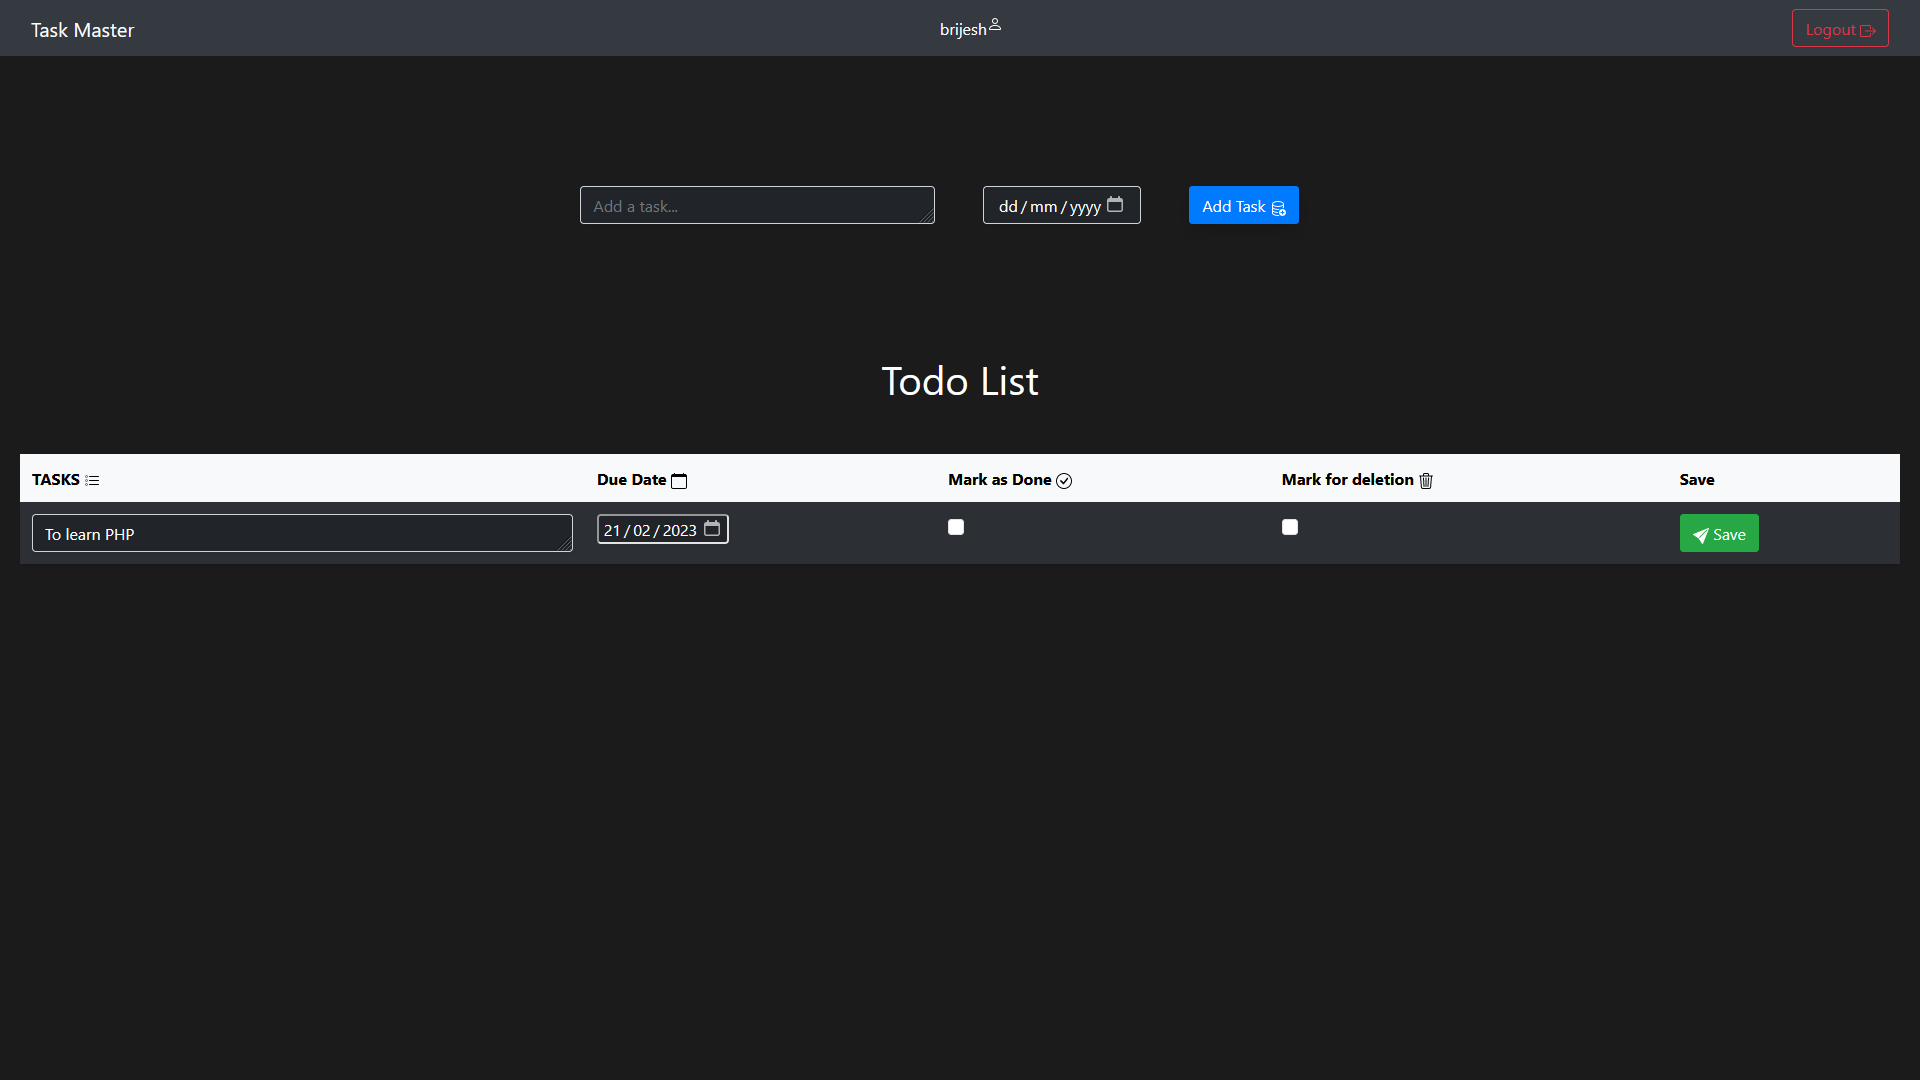 Task Master brijesh Logout
Add a task... dd/mm/yyyy Add Task
Todo List
TASKS Due Date Mark as Done Mark for deletion Save
To learn PHP 21/02/2023 Save